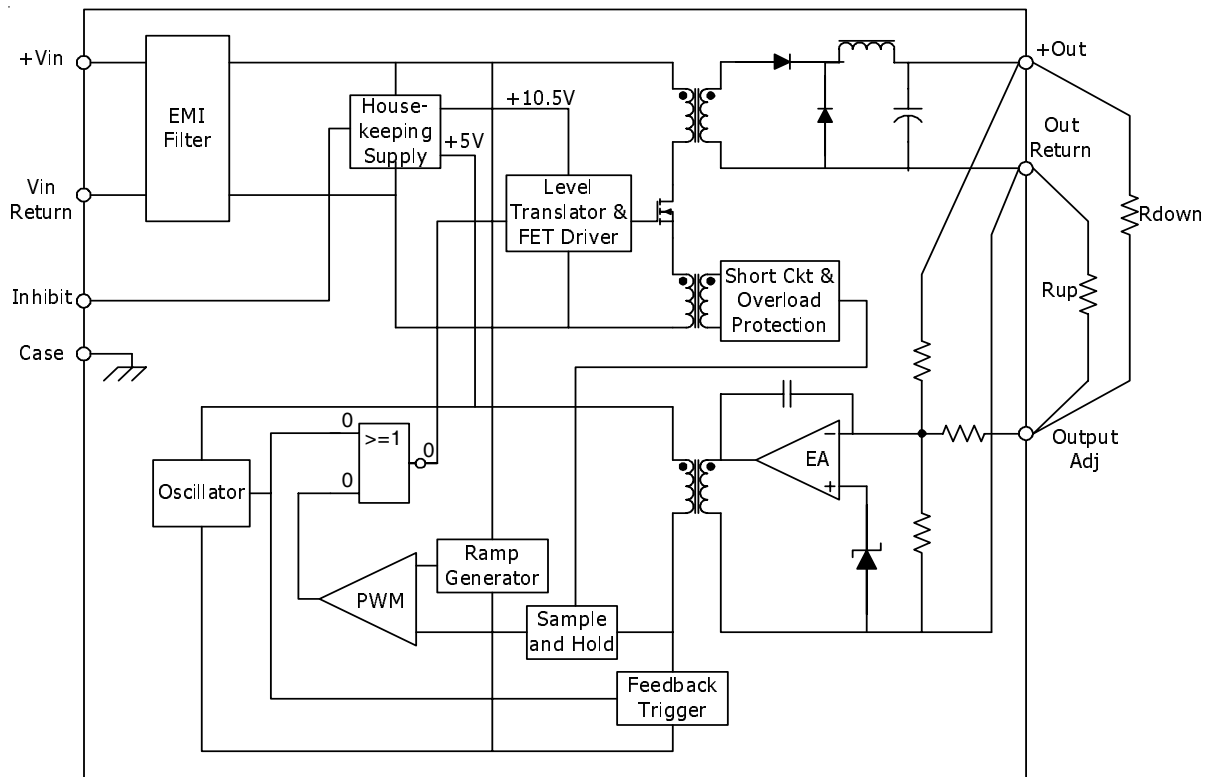 +Vin
EMI
Filter
House-
keeping
Supply
+10.5V
+5V
+Out
Out
Return
Vin
Return
Level
Translator &
FET Driver
Rdown
Inhibit
Short Ckt &
Overload
Protection
Rup
Case
0
>=1
0
0
Oscillator
EA
−
+
Output
Adj
PWM
Ramp
Generator
Sample
and Hold
Feedback
Trigger